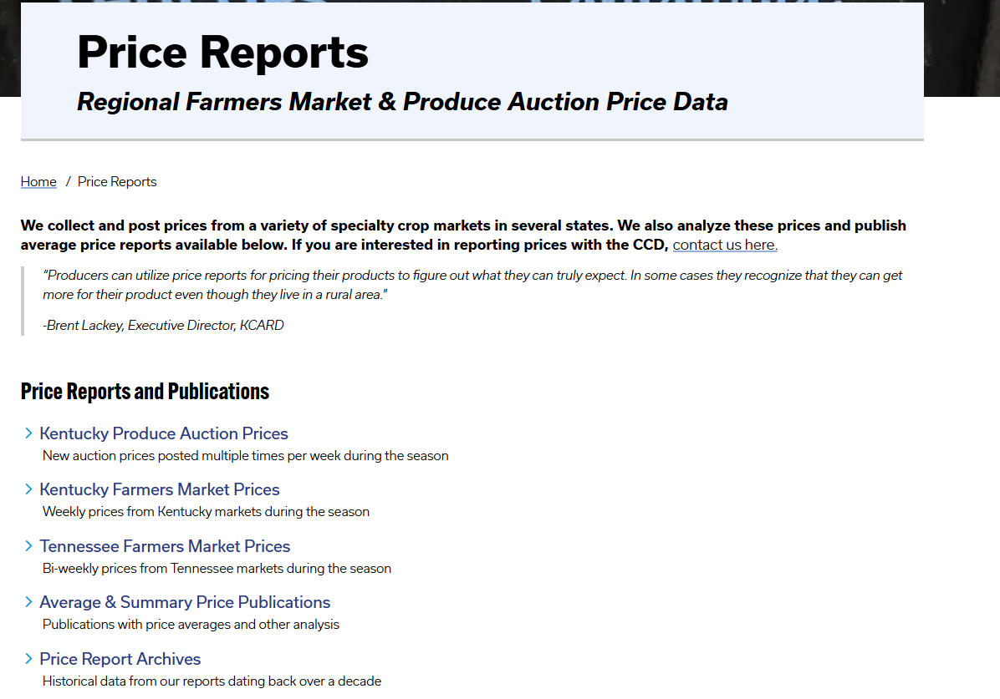 Price Reports
Regional Farmers Market & Produce Auction Price Data
Home / Price Reports
We collect and post prices from a variety of specialty crop markets in several states. We also analyze these prices and publish
average price reports available below. If you are interested in reporting prices with the CCD, contact us here.
"Producers can utilize price reports for pricing their products to figure out what they can truly expect. In some cases they recognize that they can get
more for their product even though they live in a rural area."
-Brent Lackey, Executive Director, KCARD
Price Reports and Publications
Kentucky Produce Auction Prices
New auction prices posted multiple times per week during the season
Kentucky Farmers Market Prices
Weekly prices from Kentucky markets during the season
Tennessee Farmers Market Prices
Bi-weekly prices from Tennessee markets during the season
Average & Summary Price Publications
Publications with price averages and other analysis
Price Report Archives
Historical data from our reports dating back over a decade